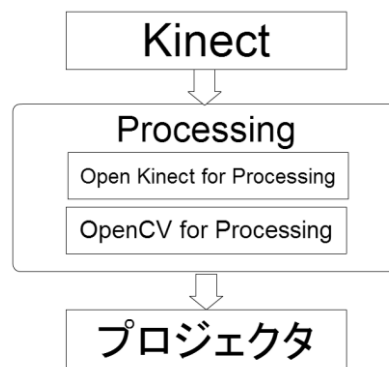 Kinect
Processing
Open Kinect for Processing
OpenCV for Processing
プロジェクタ